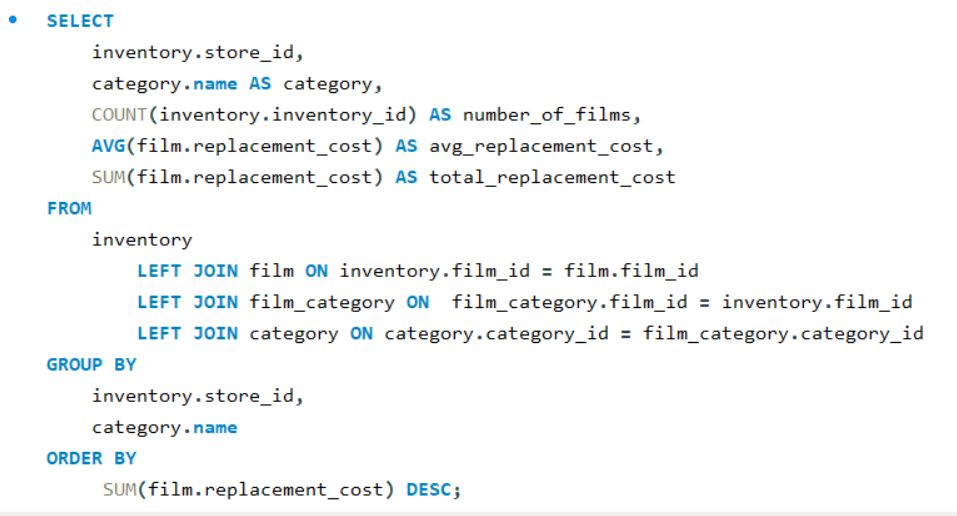 SELECT
inventory.store_id,
category.name AS category,
COUNT(inventory.inventory_id) AS number_of_films,
AVG(film.replacement_cost) AS avg_replacement_cost,
SUM(film.replacement_cost) AS total_replacement_cost
FROM
inventory
LEFT JOIN film ON inventory.film_id = film.film_id
LEFT JOIN film_category ON  film_category.film_id = inventory.film_id
LEFT JOIN category ON category.category_id = film_category.category_id
GROUP BY
inventory.store_id,
category.name
ORDER BY
SUM(film.replacement_cost) DESC;